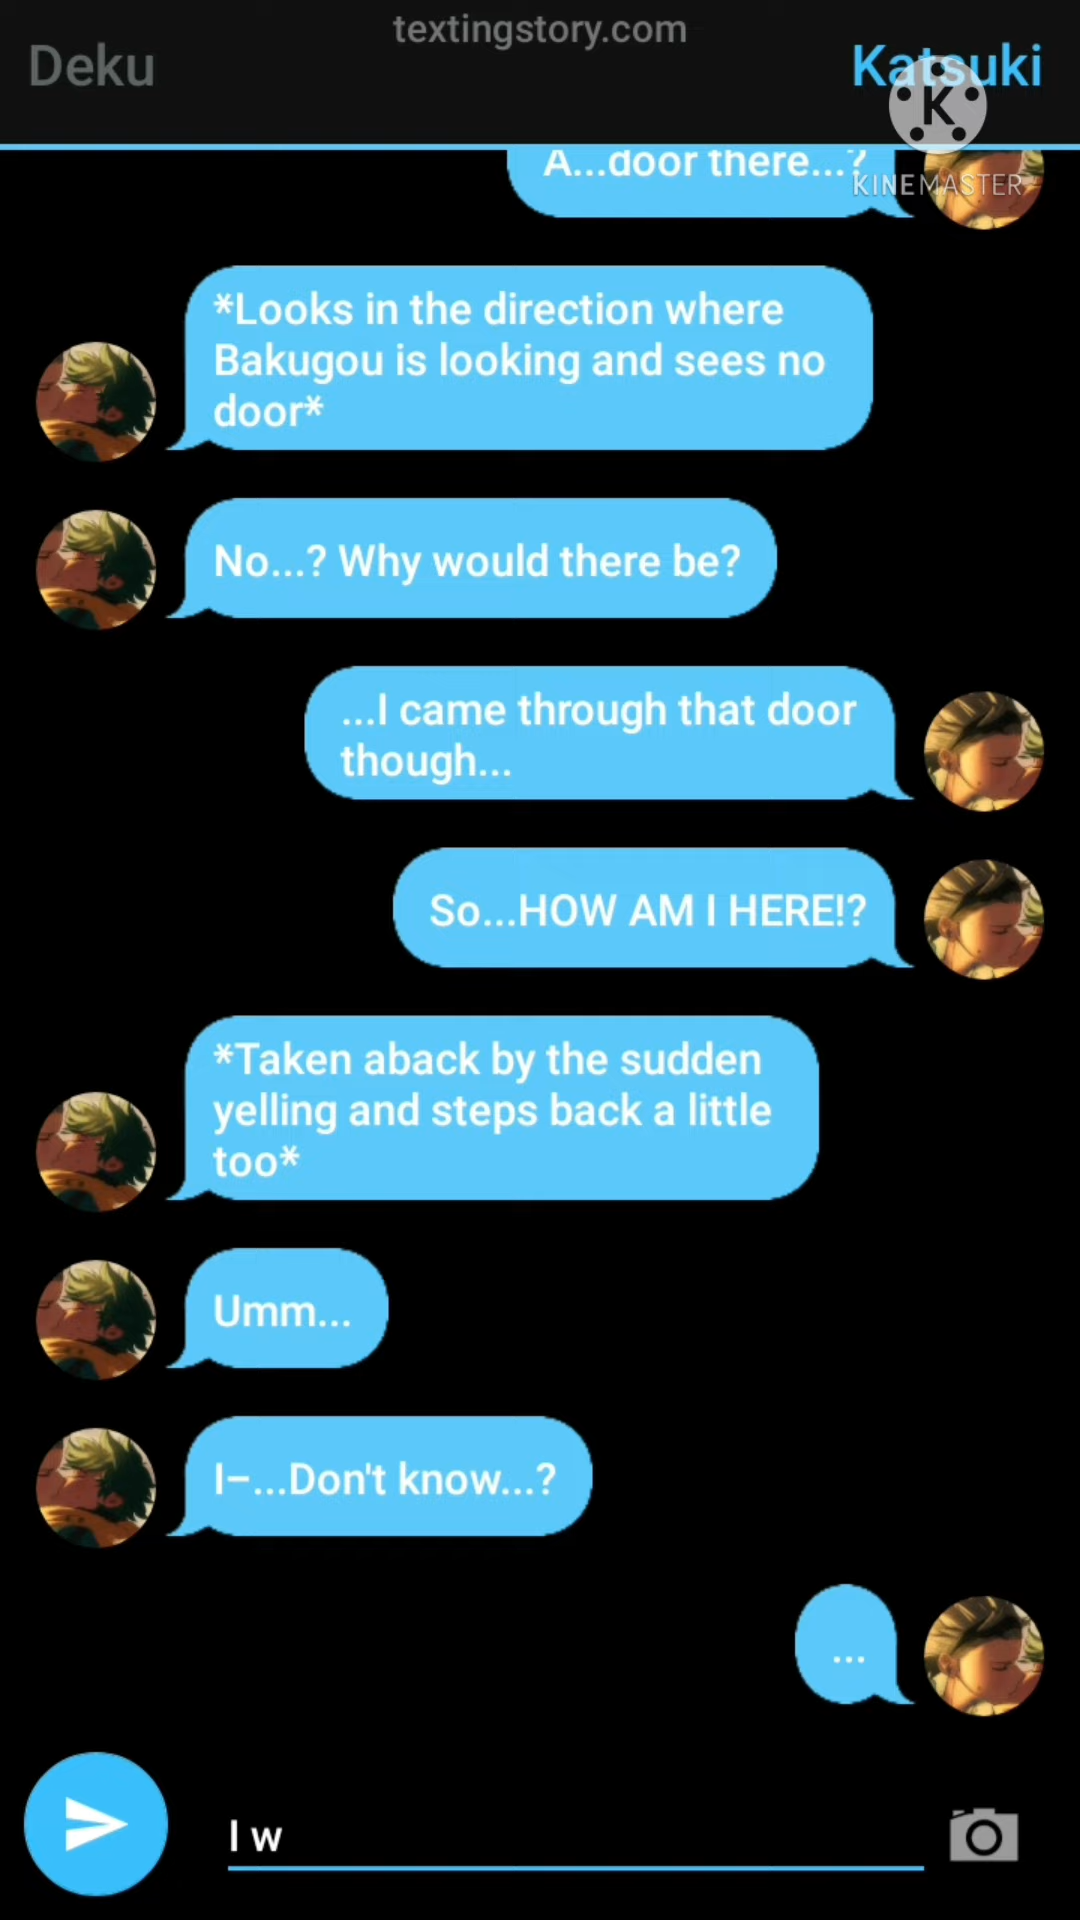 textingstory.com
Deku
Katsuki
K
KINEMASTER
A...door there...?
*Looks in the direction where
Bakugou is looking and sees no
door*
No...? Why would there be?
...I came through that door
though...
So...HOW AM I HERE!?
*Taken aback by the sudden
yelling and steps back a little
too*
Umm...
I–...Don't know...?
...
I w